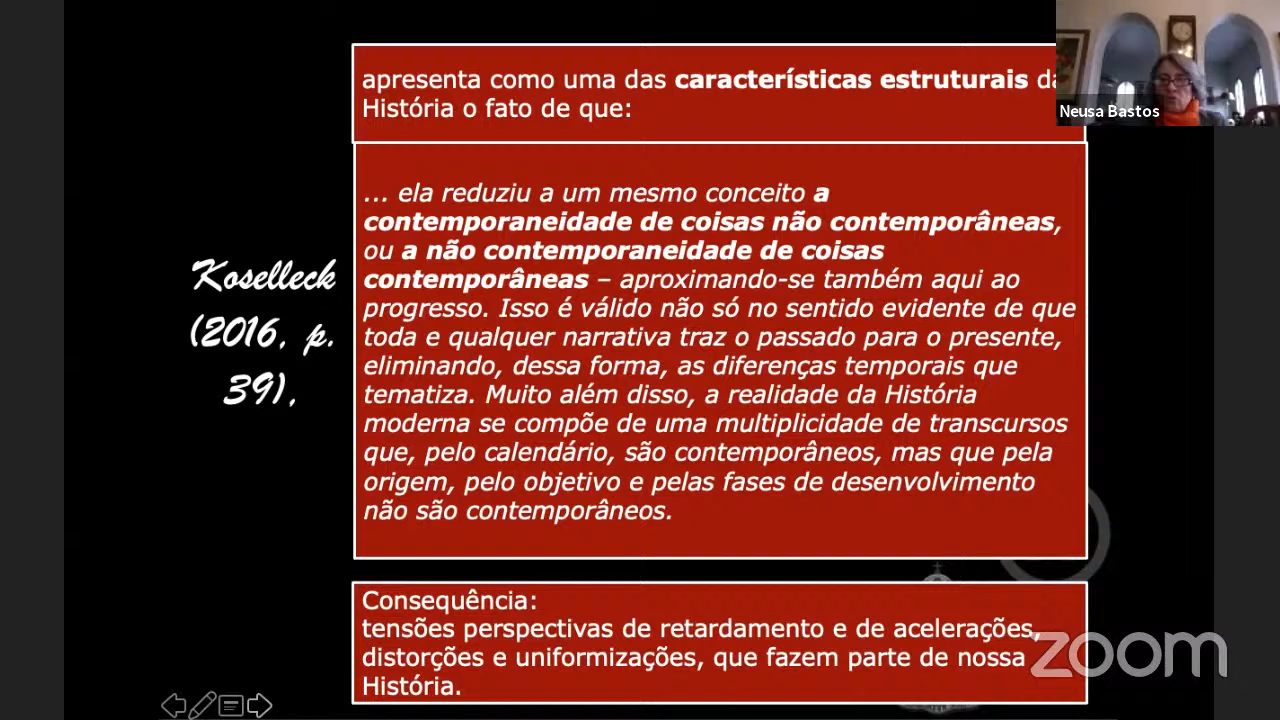 apresenta como uma das características estruturais da
História o fato de que:
Neusa Bastos
Koselleck
(2016, p.
39),
... ela reduziu a um mesmo conceito a
contemporaneidade de coisas não contemporâneas,
ou a não contemporaneidade de coisas
contemporâneas – aproximando-se também aqui ao
progresso. Isso é válido não só no sentido evidente de que
toda e qualquer narrativa traz o passado para o presente,
eliminando, dessa forma, as diferenças temporais que
tematiza. Muito além disso, a realidade da História
moderna se compõe de uma multiplicidade de transcursos
que, pelo calendário, são contemporâneos, mas que pela
origem, pelo objetivo e pelas fases de desenvolvimento
não são contemporâneos.
Consequência:
tensões perspectivas de retardamento e de acelerações,
distorções e uniformizações, que fazem parte de nossa
História.
zoom